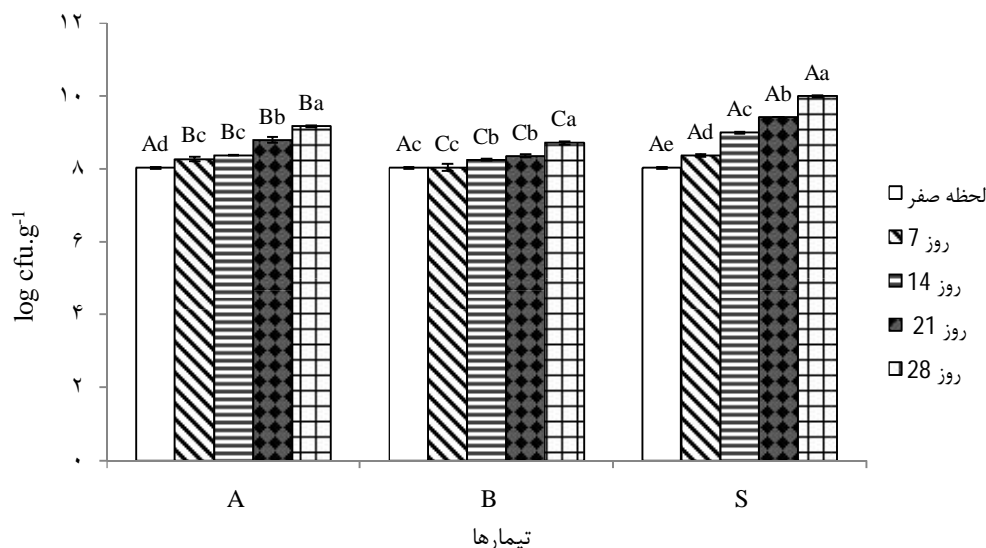 log cfu.g-1
۱۲
۱۰
۸
۶
۴
۲
۰
Ad Bc Bc Bb Ba
Ac Cc Cb Cb Ca
Ae Ad Ac Ab Aa
A B S
تیمارها
لحظه صفر
7 روز
14 روز
21 روز
28 روز